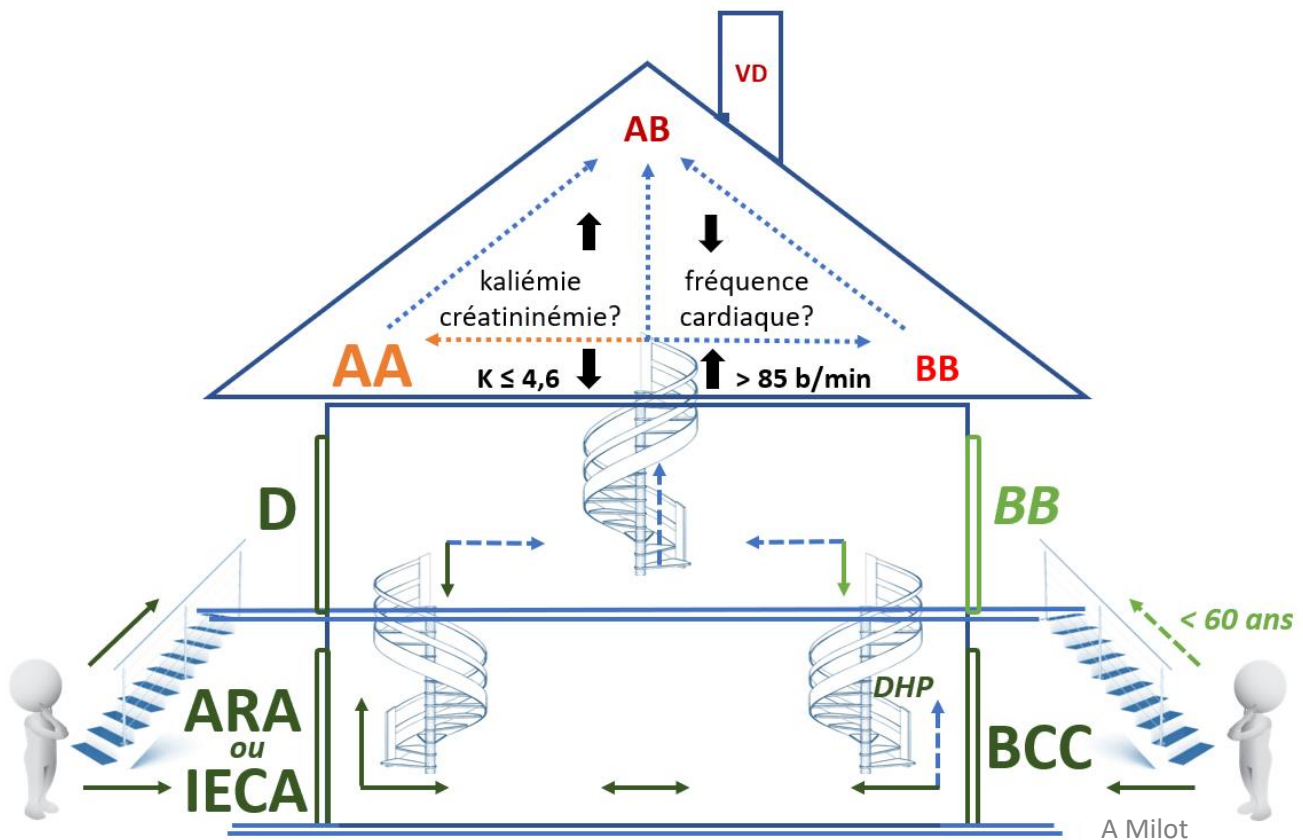 VD
AB
kaliémie
créatininémie?
fréquence
cardiaque?
AA
K ≤ 4,6
> 85 b/min
BB
D
BB
< 60 ans
ARA
ou
IECA
DHP
BCC
A Milot